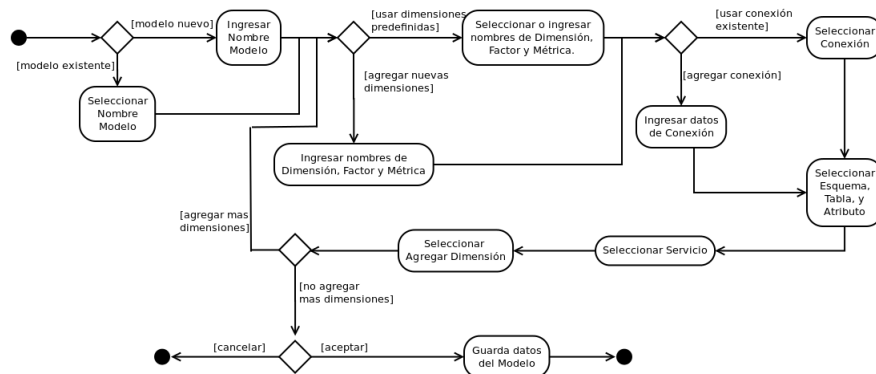 [modelo nuevo]
Ingresar
Nombre
Modelo
[usar dimensiones
predefinidas]
Seleccionar o ingresar
nombres de Dimensión,
Factor y Métrica.
[usar conexión
existente]
Seleccionar
Conexión
[modelo existente]
Seleccionar
Nombre
Modelo
[agregar nuevas
dimensiones]
[agregar conexión]
Ingresar datos
de Conexión
Ingresar nombres de
Dimensión, Factor y Métrica
Seleccionar
Esquema,
Tabla, y
Atributo
[agregar mas
dimensiones]
Seleccionar
Agregar Dimensión
Seleccionar Servicio
[no agregar
mas dimensiones]
[cancelar]
[aceptar]
Guarda datos
del Modelo